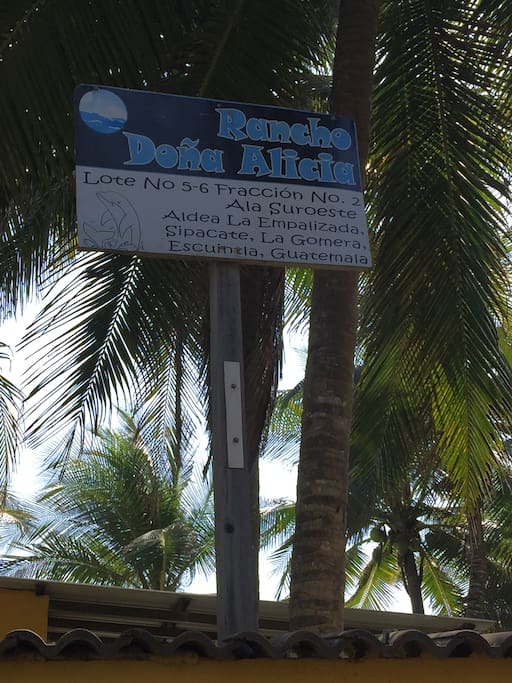 Rancho
Doña Alicia
Lote No 5-6 Fracción No. 2
Ala Suroeste
Aldea La Empalizada,
Sipacate, La Gomera,
Escuintla, Guatemala